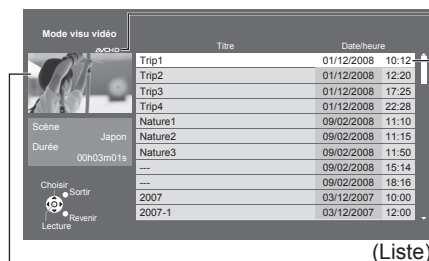 Mode visu vidéo
AVCHD
Titre Date/heure
Trip1 01/12/2008 10:12
Trip2 01/12/2008 12:20
Trip3 01/12/2008 17:25
Trip4 01/12/2008 22:28
Nature1 09/02/2008 11:10
Nature2 09/02/2008 11:15
Nature3 09/02/2008 11:50
--- 09/02/2008 15:14
--- 09/02/2008 18:16
2007 03/12/2007 10:00
2007-1 03/12/2007 12:00
Scène
Japon
Durée
00h03m01s
Choisir
Sortir
Revenir
Lecture
(Liste)